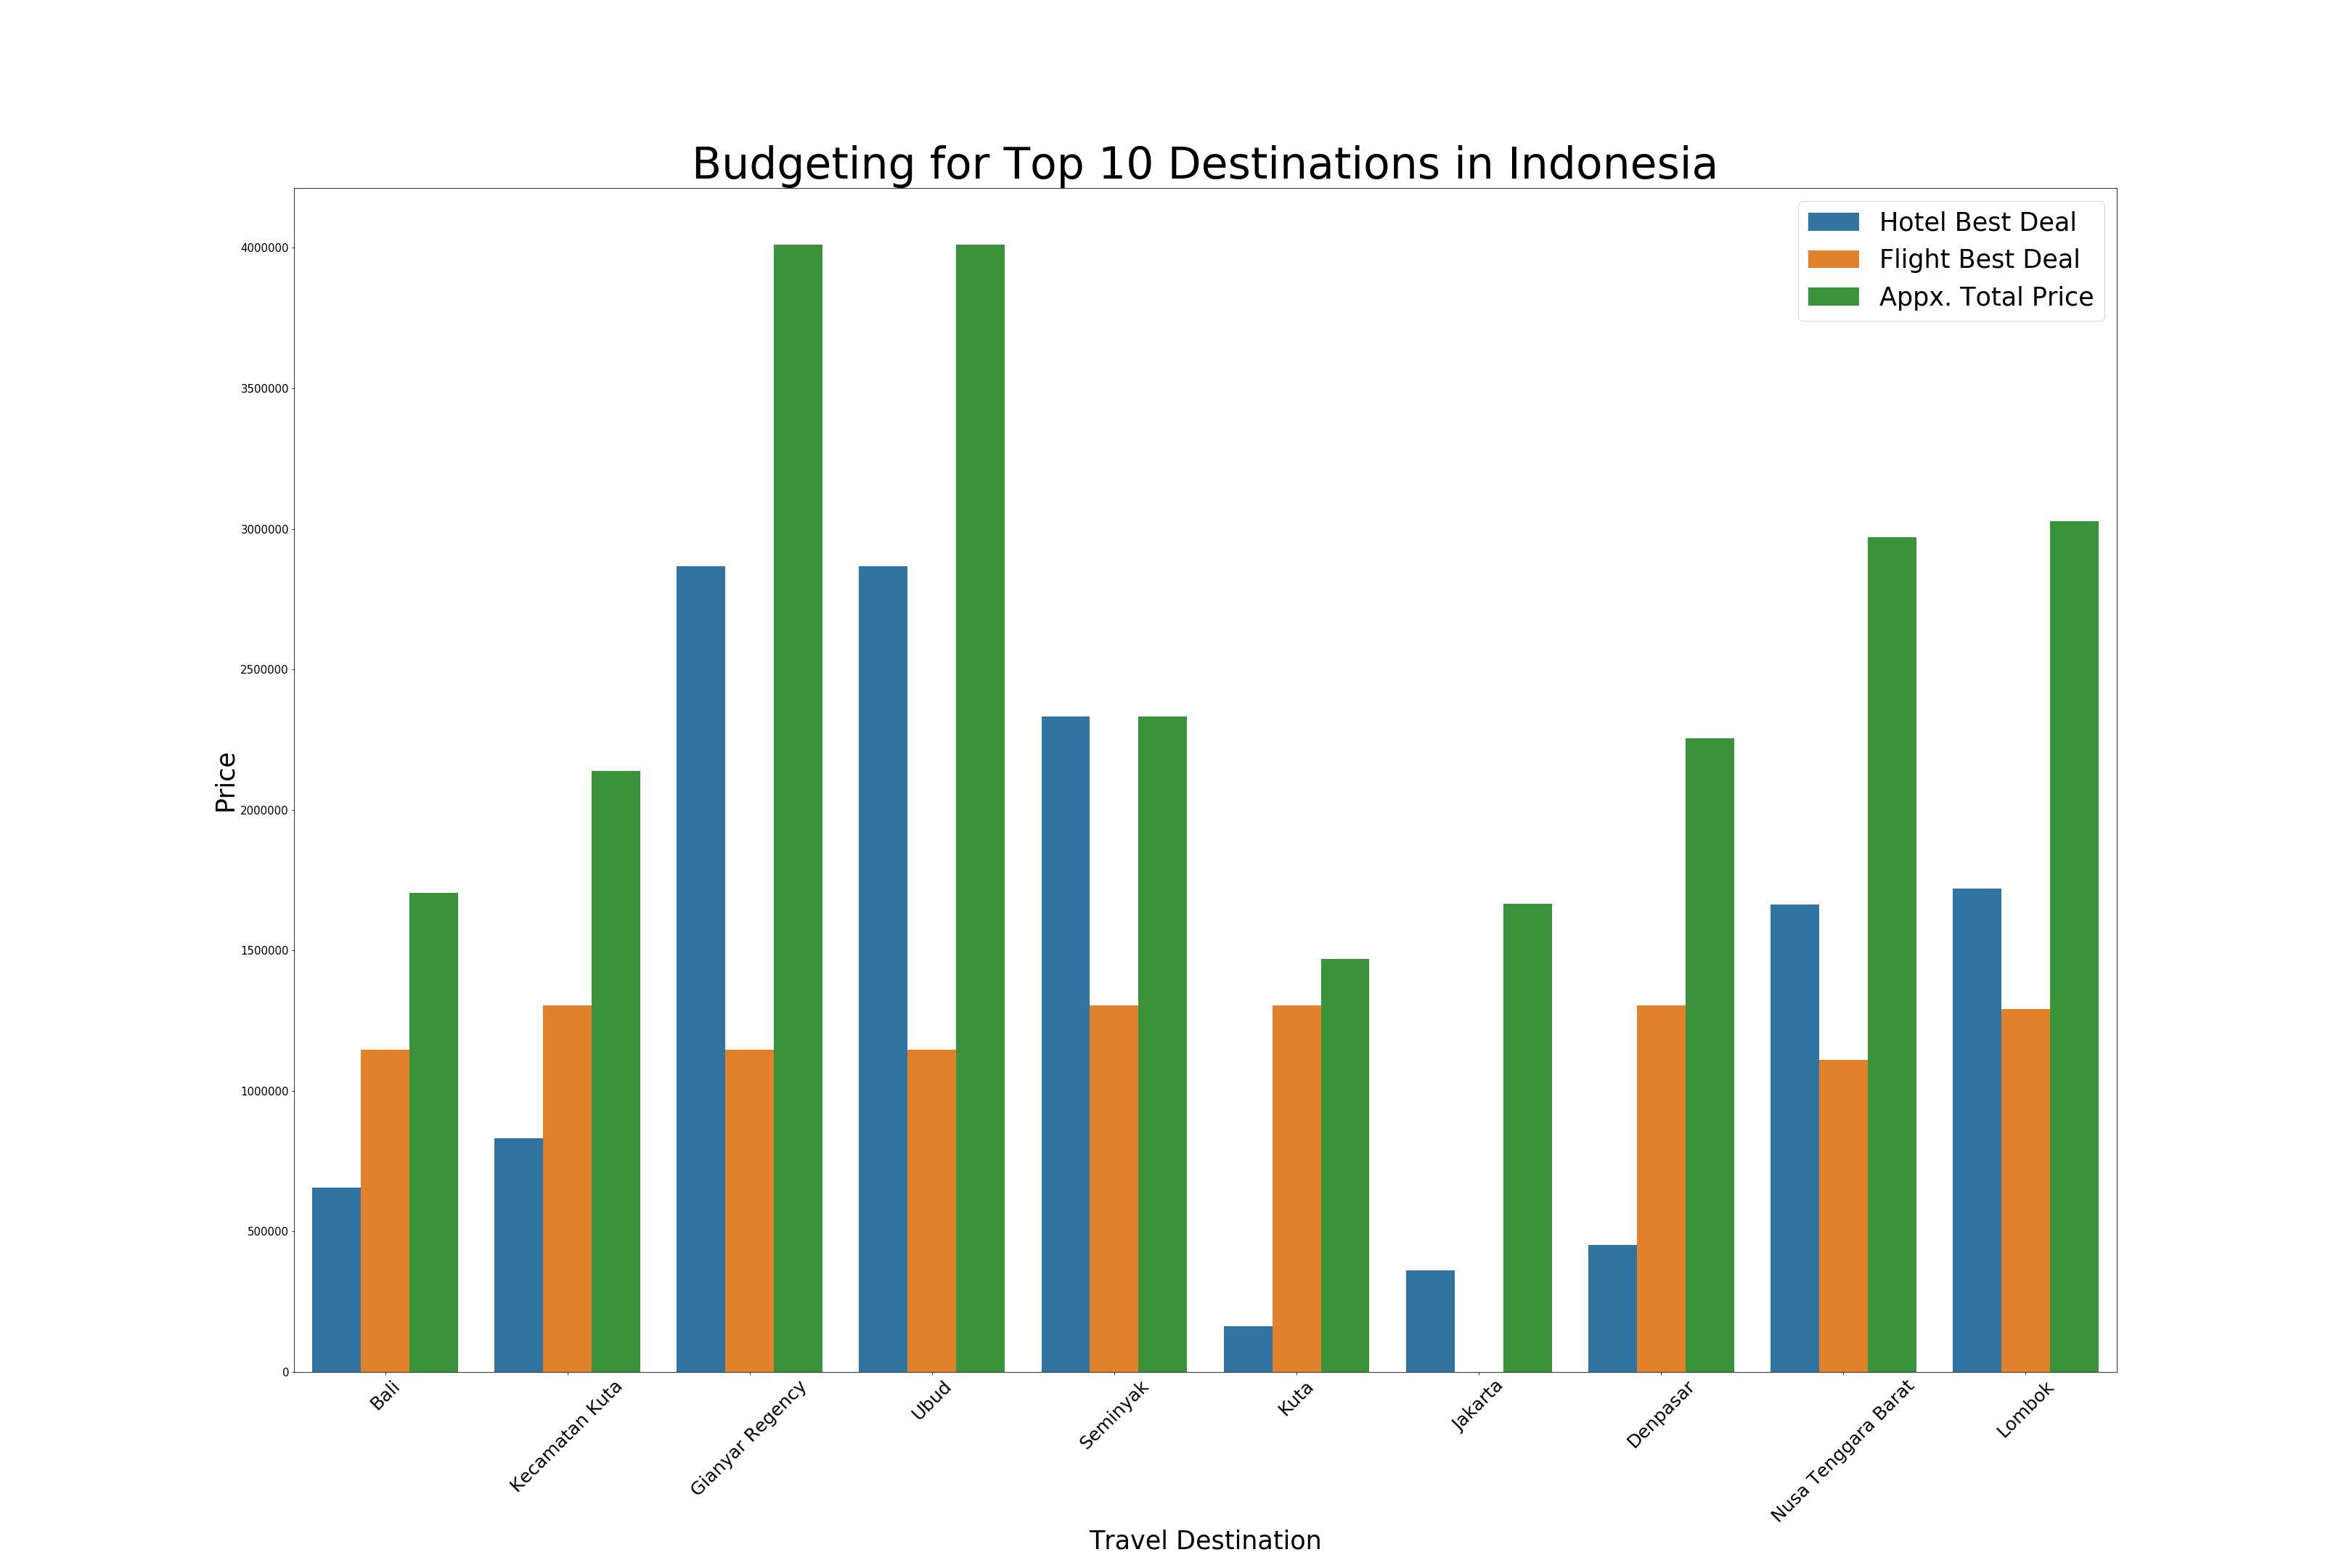 Budgeting for Top 10 Destinations in Indonesia
Hotel Best Deal
Flight Best Deal
Appx. Total Price
4000000
3500000
3000000
2500000
2000000
1500000
1000000
500000
0
Price
Bali
Kecamatan Kuta
Gianyar Regency
Ubud
Seminyak
Kuta
Jakarta
Denpasar
Nusa Tenggara Barat
Lombok
Travel Destination